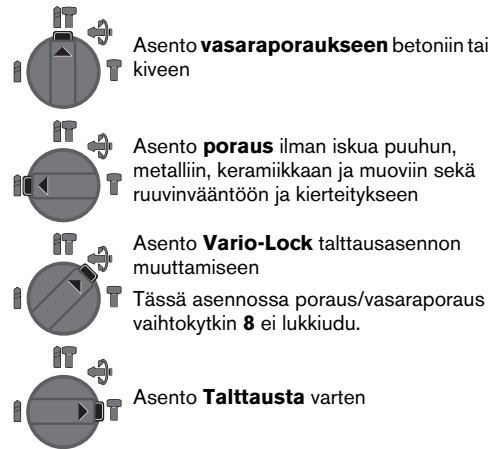 Asento vasaraporaukseen betoniin tai
kiveen
Asento poraus ilman iskua puuhun,
metalliin, keramiikkaan ja muoviin sekä
ruuvinvääntöön ja kierteitykseen
Asento Vario-Lock talttausasennon
muuttamiseen
Tässä asennossa poraus/vasaraporaus
vaihtokytkin 8 ei lukkiudu.
Asento Talttausta varten